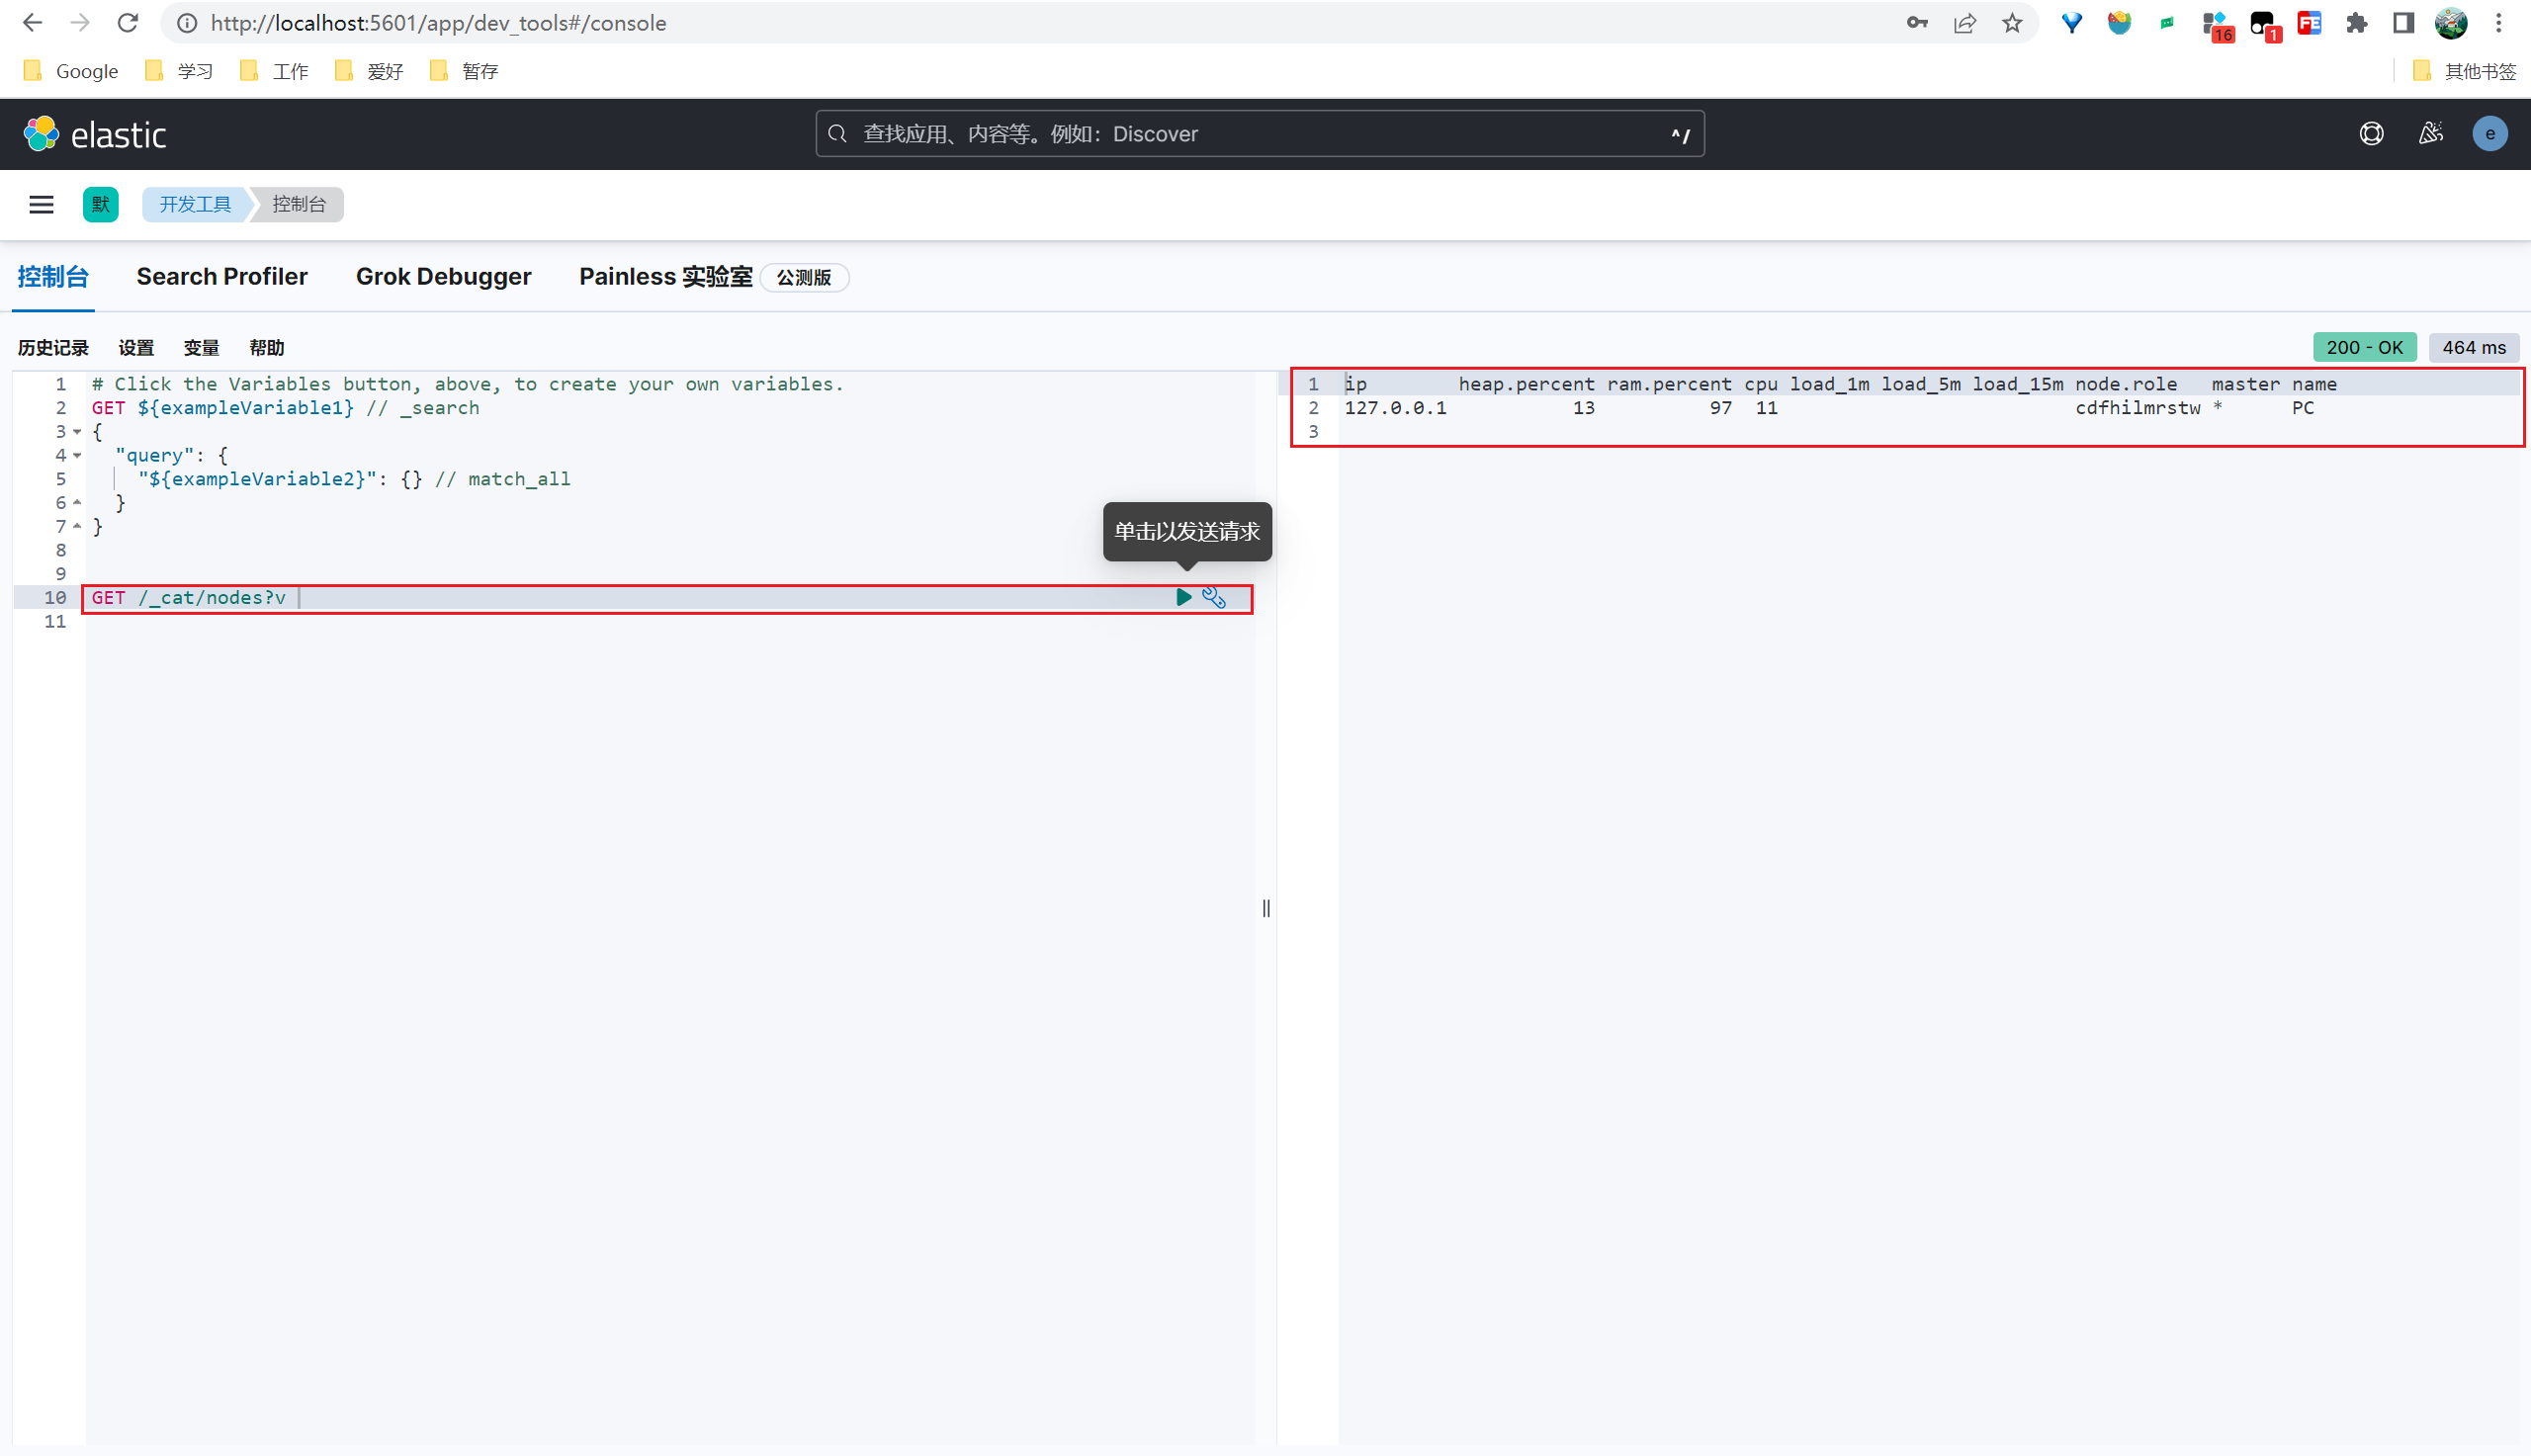 http://localhost:5601/app/dev_tools#/console
16
1
FE
Google 学习 工作 爱好 暂存 其他书签
elastic
查找应用、内容等。例如：Discover ^/
e
默 开发工具 控制台
控制台 Search Profiler Grok Debugger Painless 实验室 公测版
历史记录 设置 变量 帮助 200 - OK 464 ms
1 # Click the Variables button, above, to create your own variables.
2 GET ${exampleVariable1} // _search
3 {
4 "query": {
5 "${exampleVariable2}": {} // match_all
6 }
7 }
8
9
单击以发送请求
10 GET /_cat/nodes?v
11
1 ip heap.percent ram.percent cpu load_1m load_5m load_15m node.role master name
2 127.0.0.1 13 97 11 cdfhilmrstw * PC
3